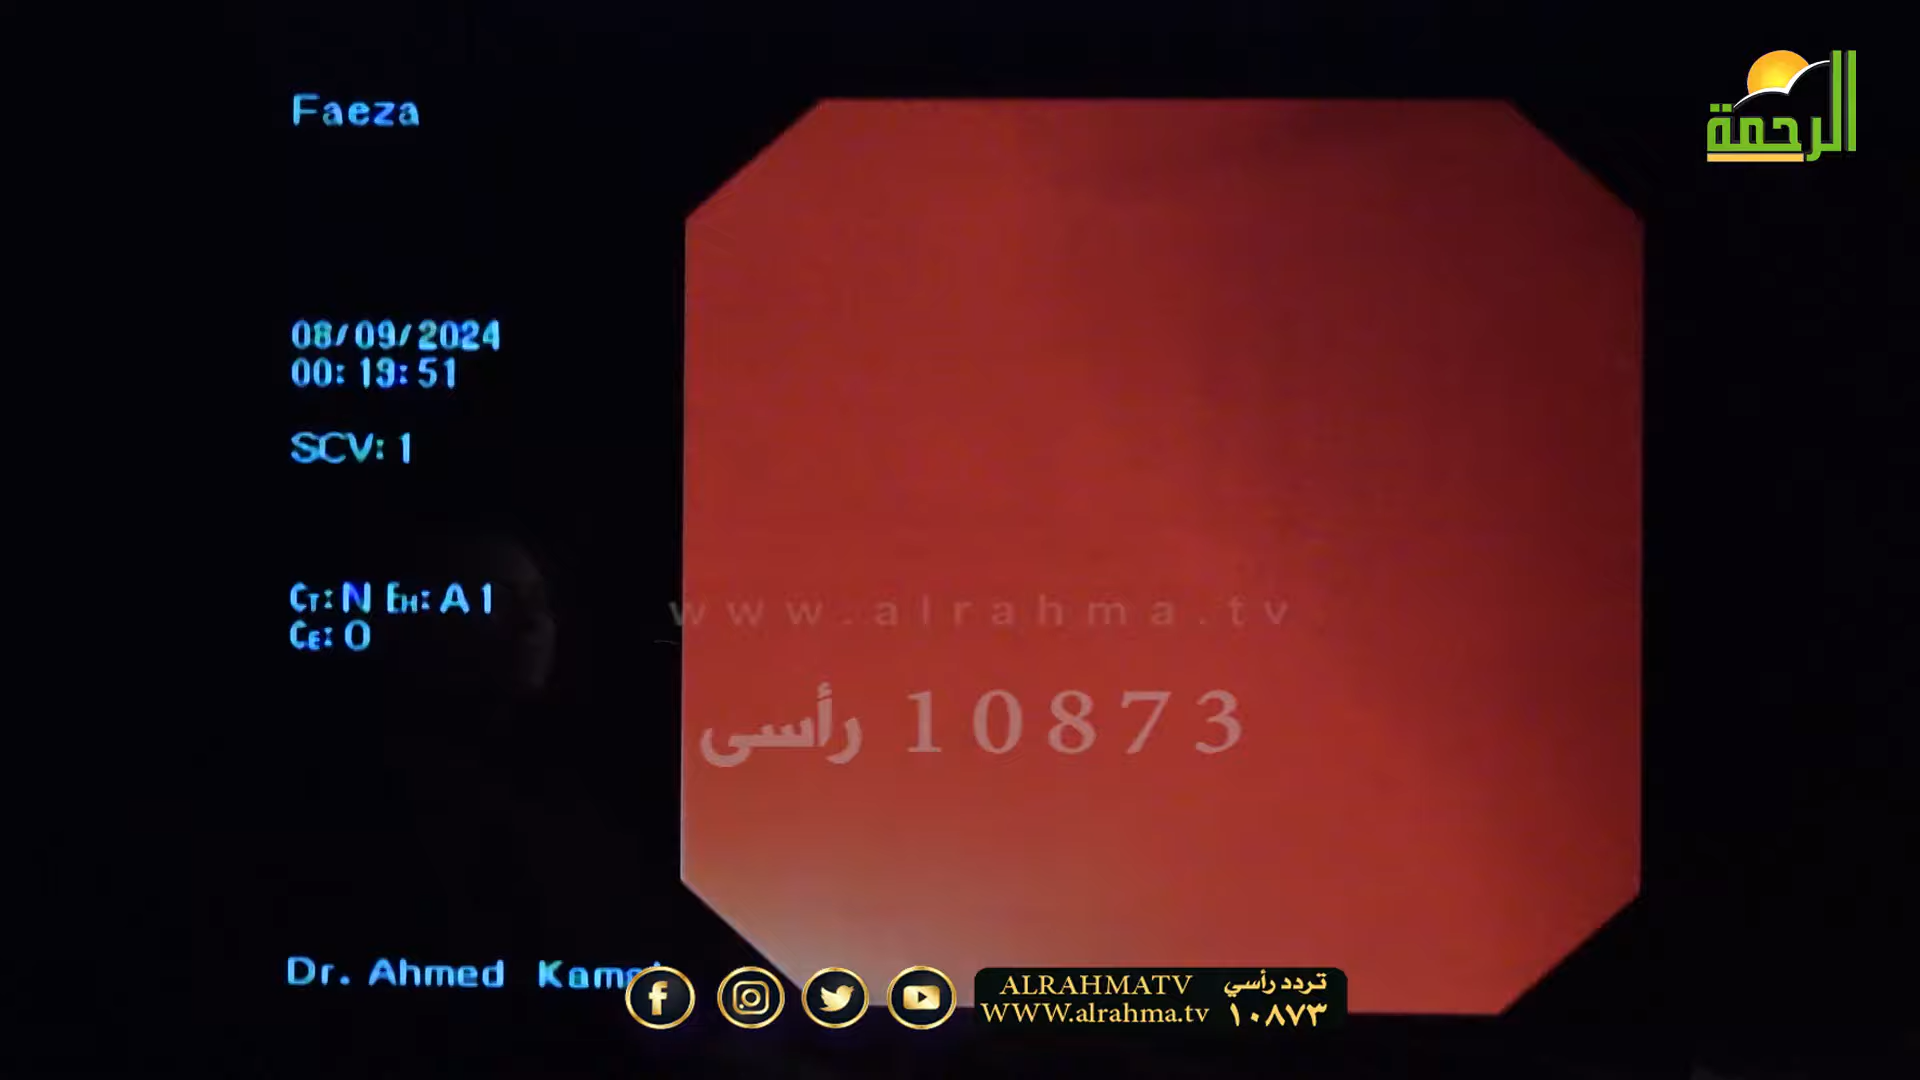 Faeza
الرحمة
08/09/2024
00:19:51
SCV: 1
CT: N EH: A 1
CE: 0
www.alrahma.tv
10873 رأسى
Dr. Ahmed
ALRAHMATV
WWW.alrahma.tv
تردد رأسي
١٠٨٧٣